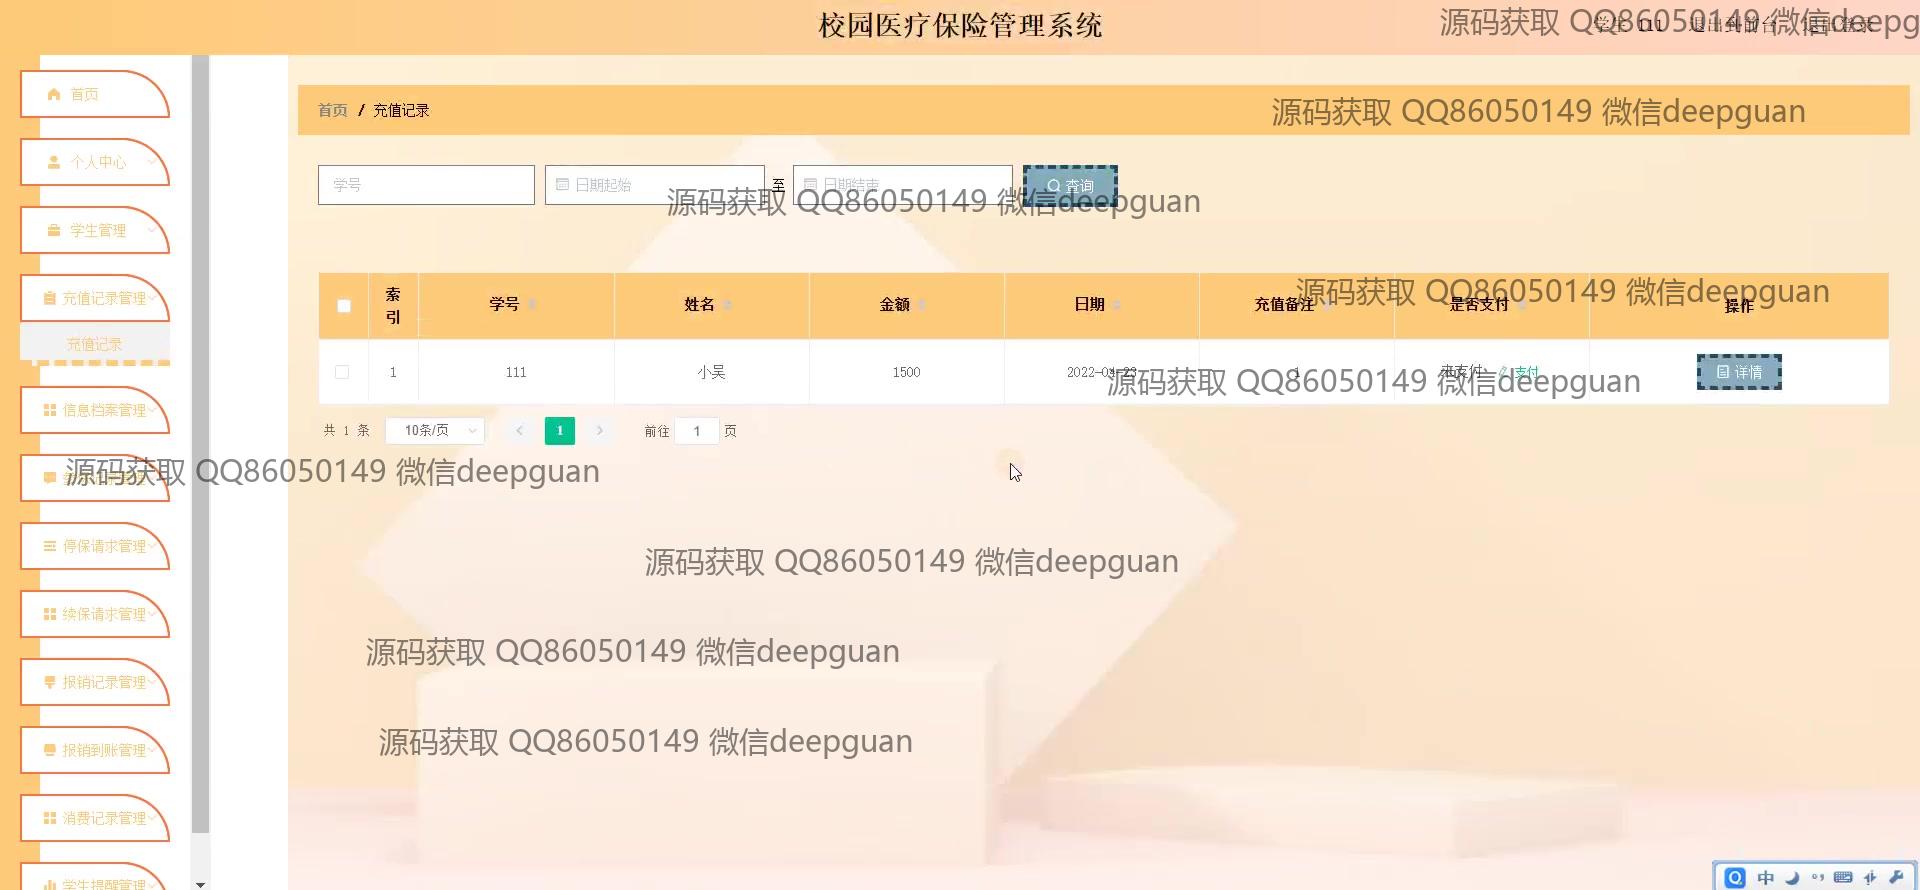 校园医疗保险管理系统
源码获取 QQ86050149 微信deepg
111 退出到前台
首页
个人中心
学生管理
充值记录管理
充值记录
信息档案管理
停保请求管理
续保请求管理
报销记录管理
报销到账管理
消费记录管理
学生提醒管理
首页 / 充值记录
源码获取 QQ86050149 微信deepguan
学号 日期起始 至 日期结束 查询
源码获取 QQ86050149 微信deepguan
索引 学号 姓名 金额 日期 充值备注 是否支付 操作
源码获取 QQ86050149 微信deepguan
1 111 小吴 1500 2022-04-23 1 未支付 支付 详情
源码获取 QQ86050149 微信deepguan
共 1 条 10条/页 1 前往 1 页
源码获取 QQ86050149 微信deepguan
源码获取 QQ86050149 微信deepguan
源码获取 QQ86050149 微信deepguan
源码获取 QQ86050149 微信deepguan
中